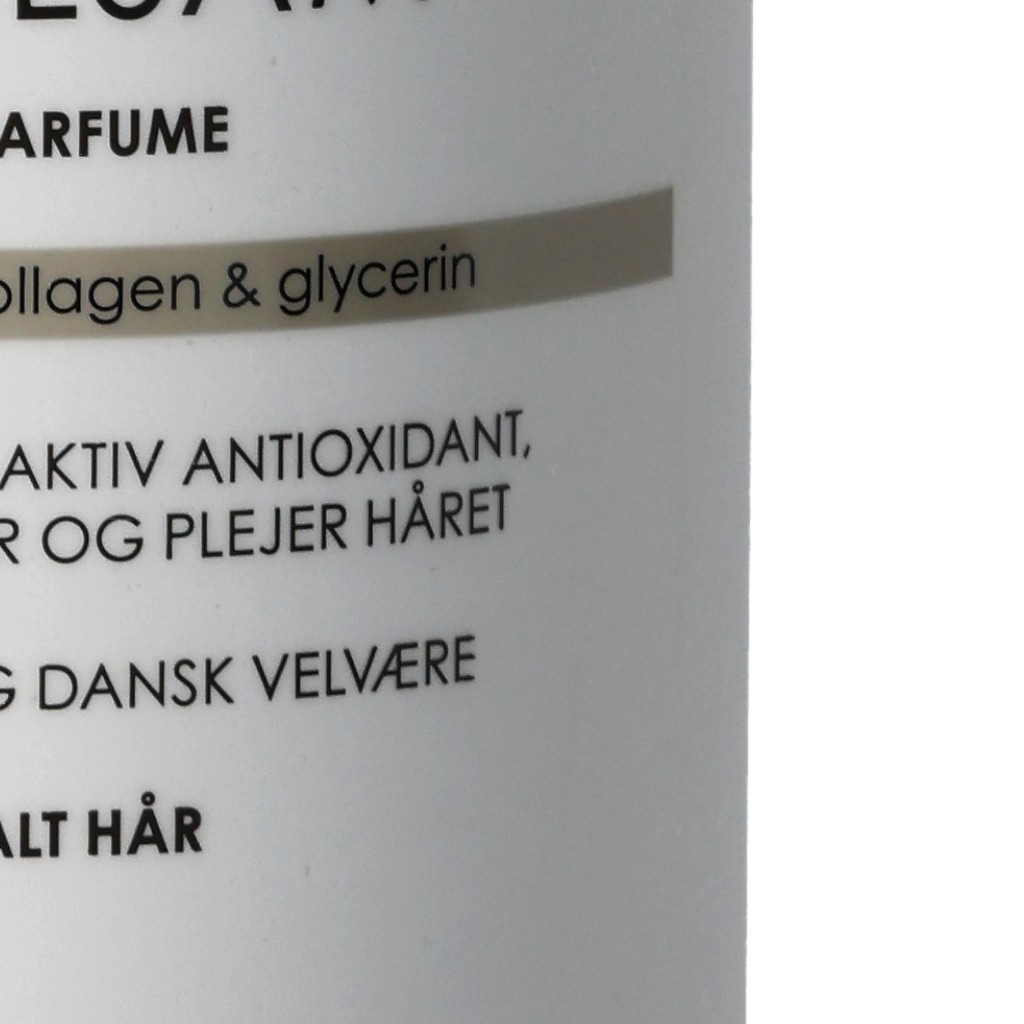 ARFUME
ollagen & glycerin
AKTIV ANTIOXIDANT,
R OG PLEJER HÅRET
G DANSK VELVÆRE
ALT HÅR